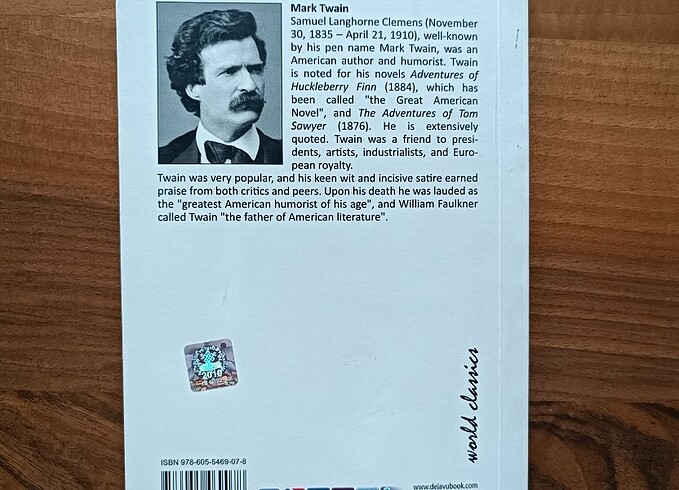 Mark Twain
Samuel Langhorne Clemens (November
30, 1835 – April 21, 1910), well-known
by his pen name Mark Twain, was an
American author and humorist. Twain
is noted for his novels Adventures of
Huckleberry Finn (1884), which has
been called "the Great American
Novel", and The Adventures of Tom
Sawyer (1876). He is extensively
quoted. Twain was a friend to presi-
dents, artists, industrialists, and Euro-
pean royalty.
Twain was very popular, and his keen wit and incisive satire earned
praise from both critics and peers. Upon his death he was lauded as
the "greatest American humorist of his age", and William Faulkner
called Twain "the father of American literature".
world classics
ISBN 978-605-5469-07-8
www.dejavubook.com